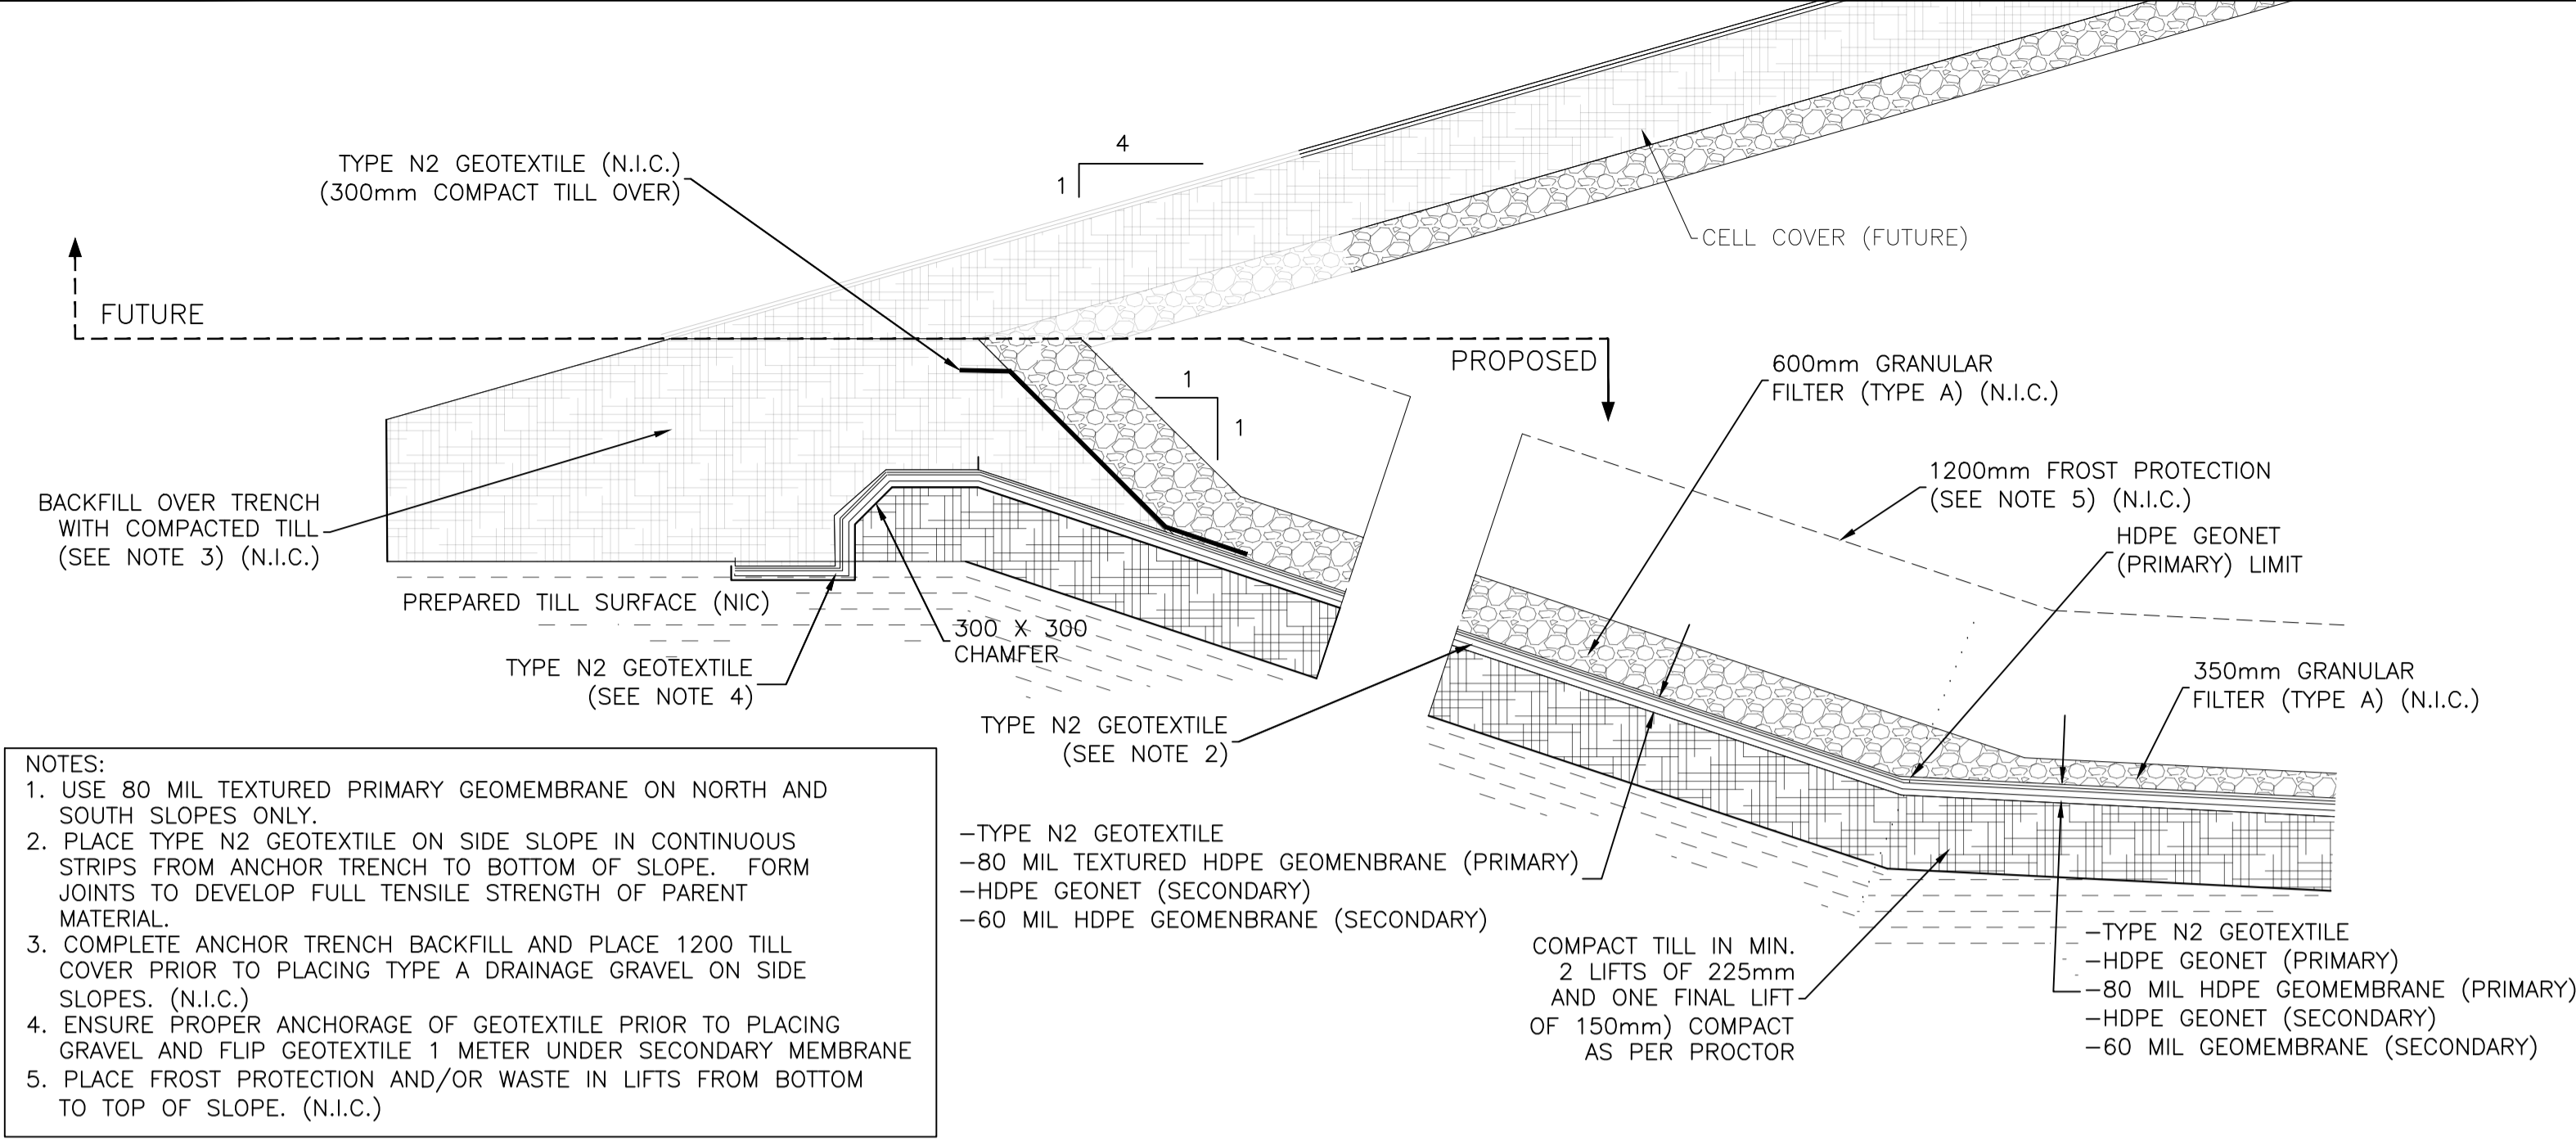 4
1
TYPE N2 GEOTEXTILE (N.I.C.)
(300mm COMPACT TILL OVER)
CELL COVER (FUTURE)
FUTURE
PROPOSED
1
1
600mm GRANULAR
FILTER (TYPE A) (N.I.C.)
1200mm FROST PROTECTION
(SEE NOTE 5) (N.I.C.)
HDPE GEONET
(PRIMARY) LIMIT
BACKFILL OVER TRENCH
WITH COMPACTED TILL
(SEE NOTE 3) (N.I.C.)
PREPARED TILL SURFACE (NIC)
300 X 300
CHAMFER
TYPE N2 GEOTEXTILE
(SEE NOTE 4)
TYPE N2 GEOTEXTILE
(SEE NOTE 2)
350mm GRANULAR
FILTER (TYPE A) (N.I.C.)
NOTES:
1. USE 80 MIL TEXTURED PRIMARY GEOMEMBRANE ON NORTH AND
SOUTH SLOPES ONLY.
2. PLACE TYPE N2 GEOTEXTILE ON SIDE SLOPE IN CONTINUOUS
STRIPS FROM ANCHOR TRENCH TO BOTTOM OF SLOPE. FORM
JOINTS TO DEVELOP FULL TENSILE STRENGTH OF PARENT
MATERIAL.
3. COMPLETE ANCHOR TRENCH BACKFILL AND PLACE 1200 TILL
COVER PRIOR TO PLACING TYPE A DRAINAGE GRAVEL ON SIDE
SLOPES. (N.I.C.)
4. ENSURE PROPER ANCHORAGE OF GEOTEXTILE PRIOR TO PLACING
GRAVEL AND FLIP GEOTEXTILE 1 METER UNDER SECONDARY MEMBRANE
5. PLACE FROST PROTECTION AND/OR WASTE IN LIFTS FROM BOTTOM
TO TOP OF SLOPE. (N.I.C.)
-TYPE N2 GEOTEXTILE
-80 MIL TEXTURED HDPE GEOMENBRANE (PRIMARY)
-HDPE GEONET (SECONDARY)
-60 MIL HDPE GEOMENBRANE (SECONDARY)
COMPACT TILL IN MIN.
2 LIFTS OF 225mm
AND ONE FINAL LIFT
OF 150mm) COMPACT
AS PER PROCTOR
-TYPE N2 GEOTEXTILE
-HDPE GEONET (PRIMARY)
-80 MIL HDPE GEOMEMBRANE (PRIMARY)
-HDPE GEONET (SECONDARY)
-60 MIL GEOMEMBRANE (SECONDARY)